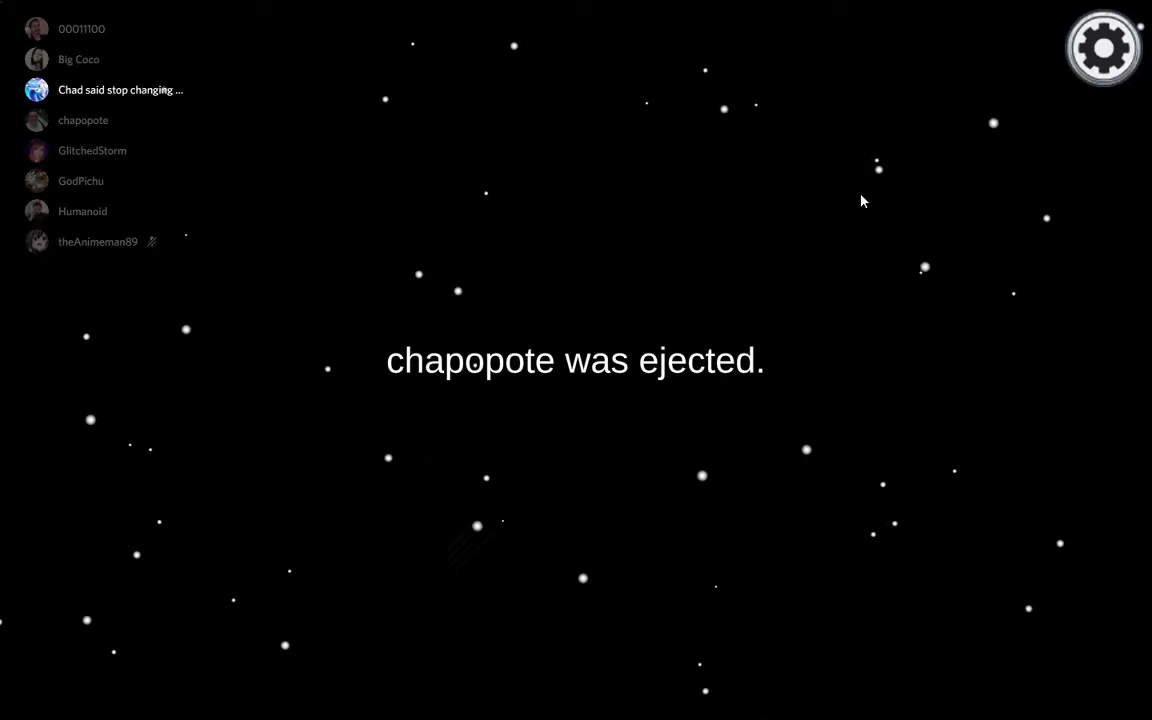 00011100
Big Coco
Chad said stop changing ...
chapopote
GlitchedStorm
GodPichu
Humanoid
theAnimeman89
chapopote was ejected.